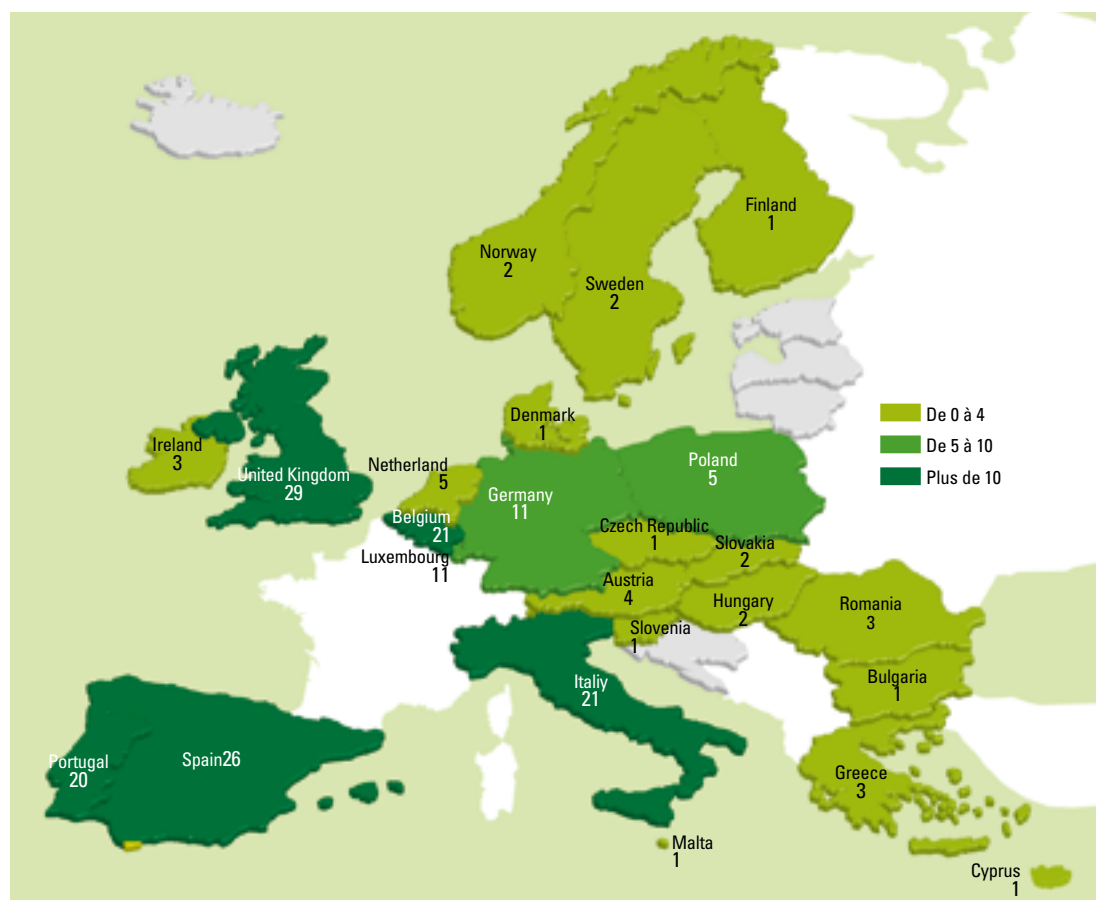 Finland
1
Norway
2
Sweden
2
Denmark
1
De 0 à 4
De 5 à 10
Plus de 10
Ireland
3
United Kingdom
29
Netherland
5
Germany
11
Poland
5
Belgium
21
Luxembourg
11
Czech Republic
1
Slovakia
2
Austria
4
Hungary
2
Romania
3
Slovenia
1
Bulgaria
1
Italiy
21
Portugal
20
Spain26
Greece
3
Malta
1
Cyprus
1